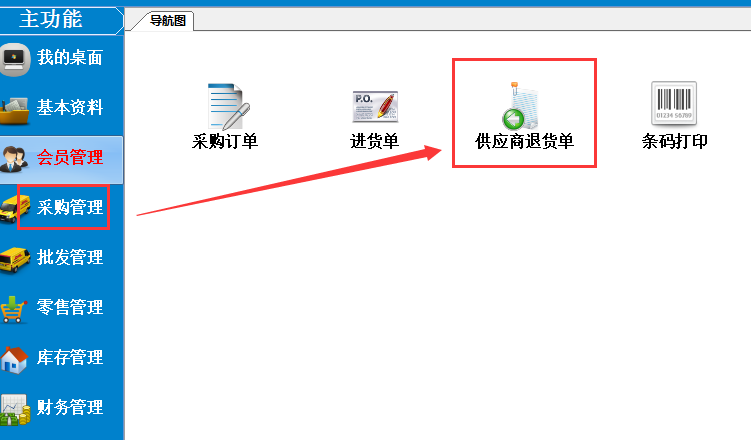 主功能
我的桌面
基本资料
会员管理
采购管理
批发管理
零售管理
库存管理
财务管理
导航图
采购订单
P.O.
进货单
供应商退货单
01234 56789
条码打印